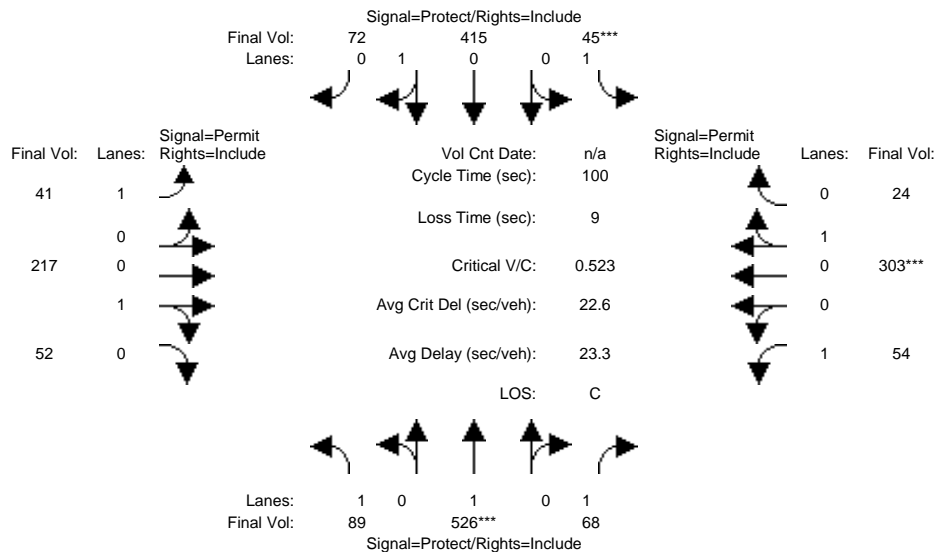 Signal=Protect/Rights=Include
Final Vol: 72 415 45***
Lanes: 0 1 0 0 1
Signal=Permit
Final Vol: Lanes: Rights=Include
Vol Cnt Date: n/a
Signal=Permit
Rights=Include Lanes: Final Vol:
Cycle Time (sec): 100
41 1
0 24
Loss Time (sec): 9
0
1
217 0
Critical V/C: 0.523
0 303***
1
Avg Crit Del (sec/veh): 22.6
0
52 0
Avg Delay (sec/veh): 23.3
1 54
LOS: C
Lanes: 1 0 1 0 1
Final Vol: 89 526*** 68
Signal=Protect/Rights=Include